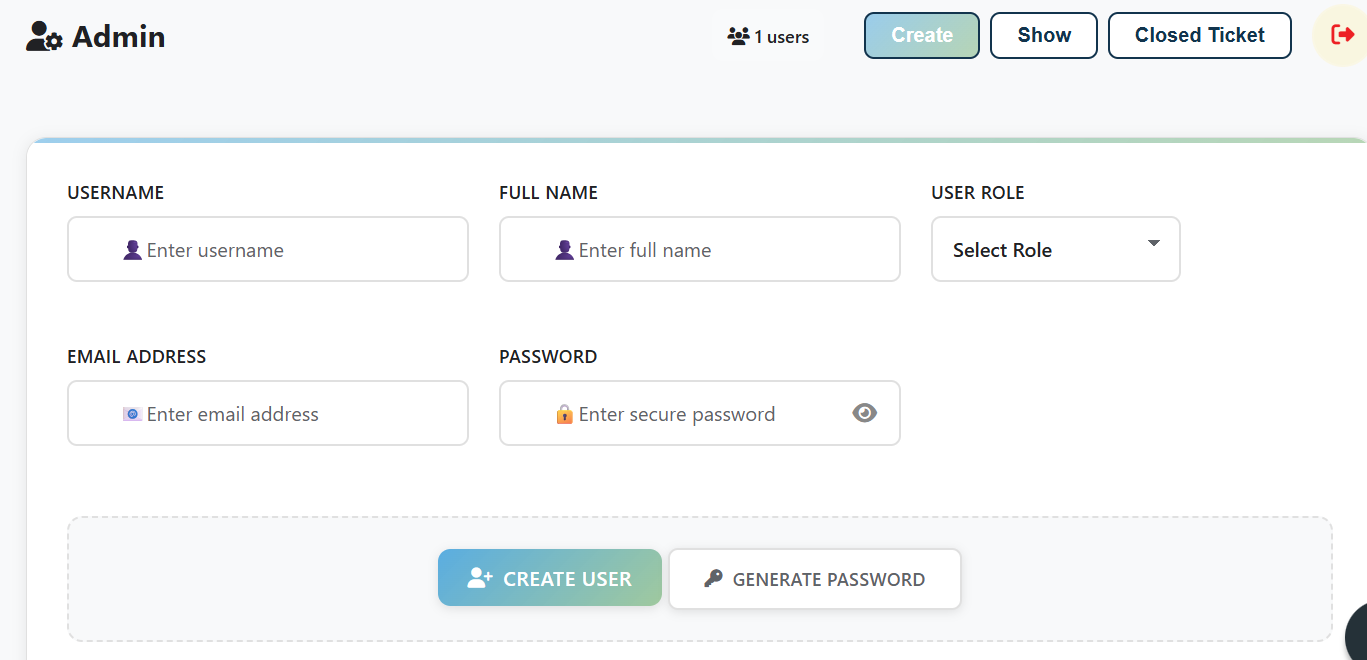 Admin
1 users
Create
Show
Closed Ticket
USERNAME
FULL NAME
USER ROLE
Enter username
Enter full name
Select Role
EMAIL ADDRESS
PASSWORD
Enter email address
Enter secure password
CREATE USER
GENERATE PASSWORD